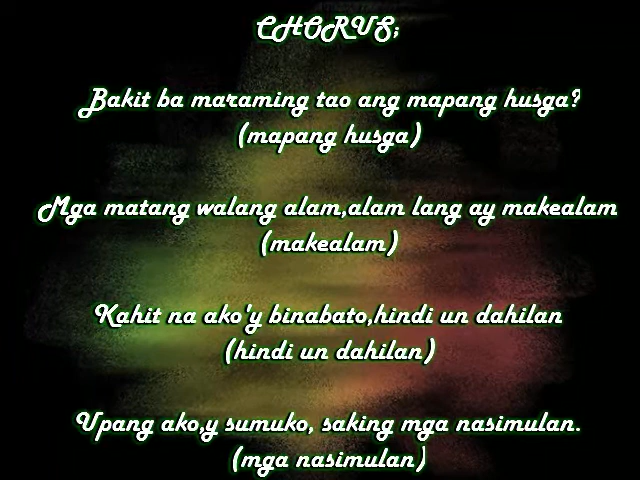 CHORUS;
Bakit ba maraming tao ang mapang husga?
(mapang husga)
Mga matang walang alam,alam lang ay makealam
(makealam)
Kahit na ako'y binabato,hindi un dahilan
(hindi un dahilan)
Upang ako,y sumuko, saking mga nasimulan.
(mga nasimulan)